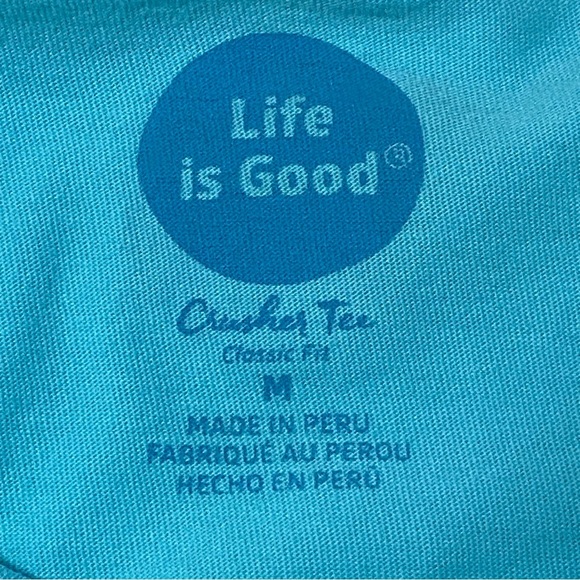 Life
is Good®
Crusher Tee
Classic Fit
M
MADE IN PERU
FABRIQUÉ AU PEROU
HECHO EN PERÚ